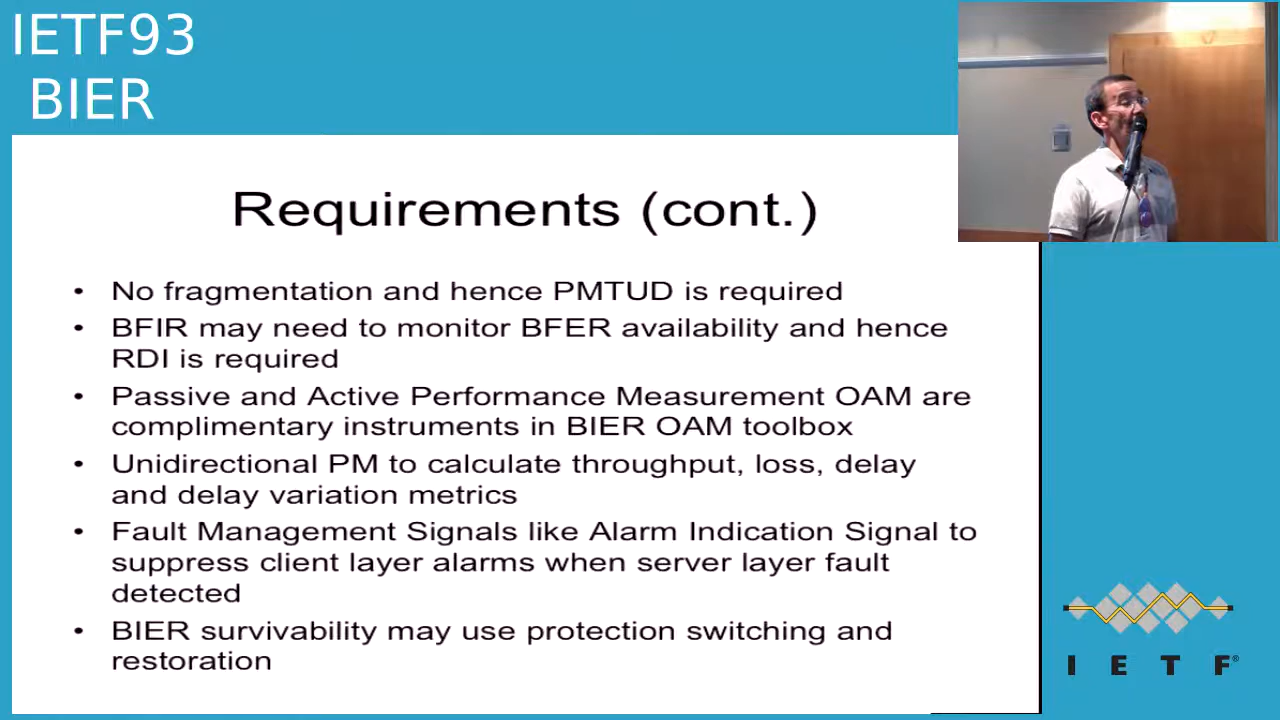 IETF93
BIER
Requirements (cont.)
• No fragmentation and hence PMTUD is required
• BFIR may need to monitor BFER availability and hence
RDI is required
• Passive and Active Performance Measurement OAM are
complimentary instruments in BIER OAM toolbox
• Unidirectional PM to calculate throughput, loss, delay
and delay variation metrics
• Fault Management Signals like Alarm Indication Signal to
suppress client layer alarms when server layer fault
detected
• BIER survivability may use protection switching and
restoration
I E T F®